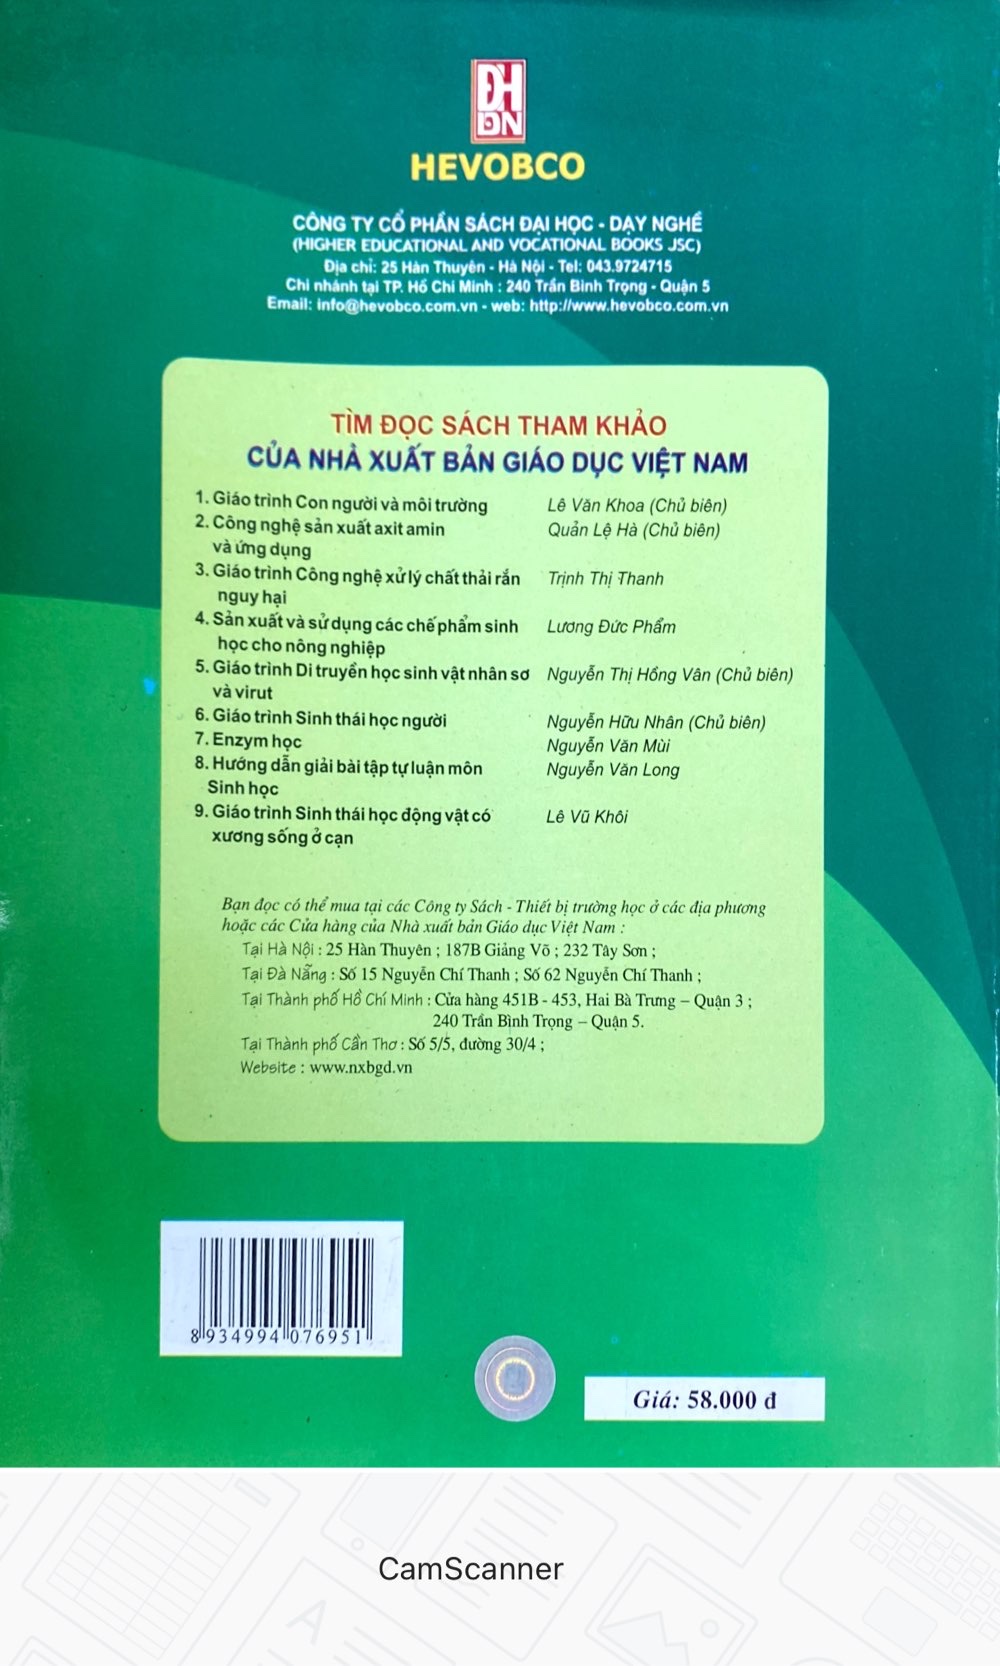 ĐH
DN
HEVOBCO
CÔNG TY CỔ PHẦN SÁCH ĐẠI HỌC - DẠY NGHỀ
(HIGHER EDUCATIONAL AND VOCATIONAL BOOKS JSC)
Địa chỉ: 25 Hàn Thuyên - Hà Nội - Tel: 043.9724715
Chi nhánh tại TP. Hồ Chí Minh : 240 Trần Bình Trọng - Quận 5
Email: info@hevobco.com.vn - web: http://www.hevobco.com.vn
TÌM ĐỌC SÁCH THAM KHẢO
CỦA NHÀ XUẤT BẢN GIÁO DỤC VIỆT NAM
1. Giáo trình Con người và môi trường Lê Văn Khoa (Chủ biên)
2. Công nghệ sản xuất axit amin Quản Lệ Hà (Chủ biên)
và ứng dụng
3. Giáo trình Công nghệ xử lý chất thải rắn Trịnh Thị Thanh
nguy hại
4. Sản xuất và sử dụng các chế phẩm sinh Lương Đức Phẩm
học cho nông nghiệp
5. Giáo trình Di truyền học sinh vật nhân sơ Nguyễn Thị Hồng Vân (Chủ biên)
và virut
6. Giáo trình Sinh thái học người Nguyễn Hữu Nhân (Chủ biên)
7. Enzym học Nguyễn Văn Mùi
8. Hướng dẫn giải bài tập tự luận môn Nguyễn Văn Long
Sinh học
9. Giáo trình Sinh thái học động vật có Lê Vũ Khôi
xương sống ở cạn
Bạn đọc có thể mua tại các Công ty Sách - Thiết bị trường học ở các địa phương
hoặc các Cửa hàng của Nhà xuất bản Giáo dục Việt Nam :
Tại Hà Nội : 25 Hàn Thuyên ; 187B Giảng Võ ; 232 Tây Sơn ;
Tại Đà Nẵng : Số 15 Nguyễn Chí Thanh ; Số 62 Nguyễn Chí Thanh ;
Tại Thành phố Hồ Chí Minh : Cửa hàng 451B - 453, Hai Bà Trưng – Quận 3 ;
240 Trần Bình Trọng – Quận 5.
Tại Thành phố Cần Thơ : Số 5/5, đường 30/4 ;
Website : www.nxbgd.vn
8 934994 076951
Giá: 58.000 đ
CamScanner